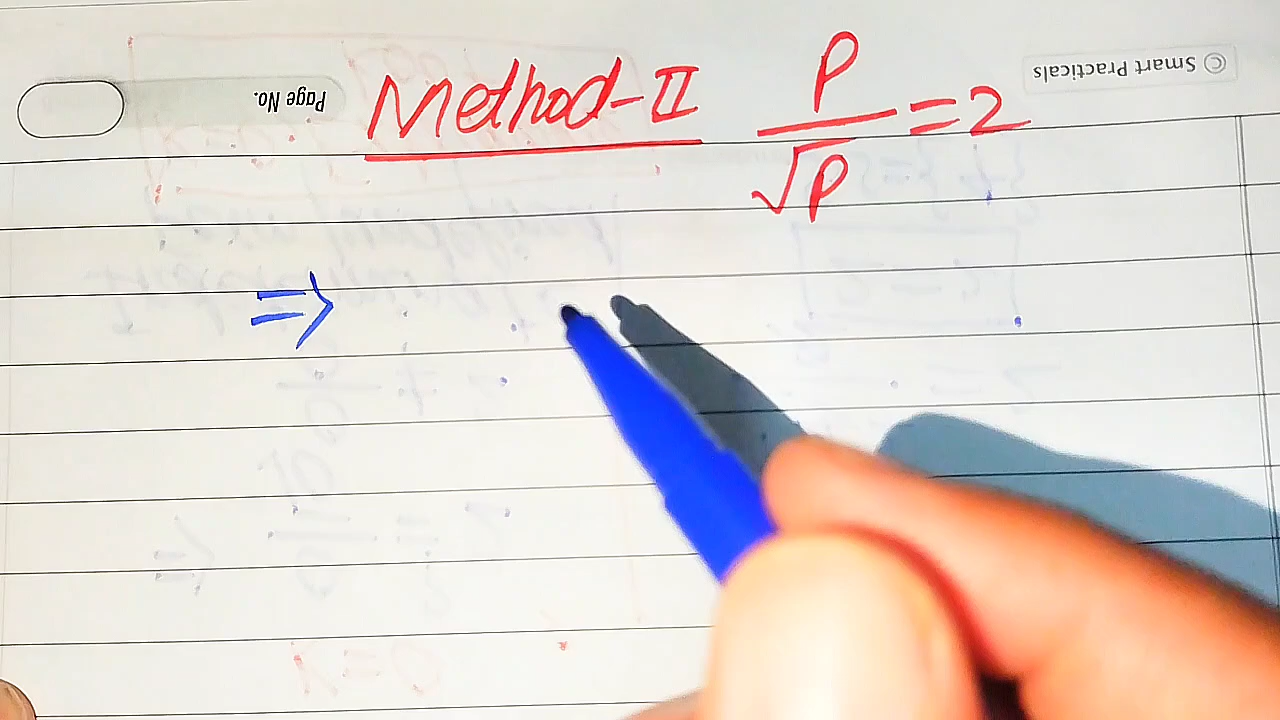 Method-II P/√P = 2
© Smart Practicals
Page No.
⇒